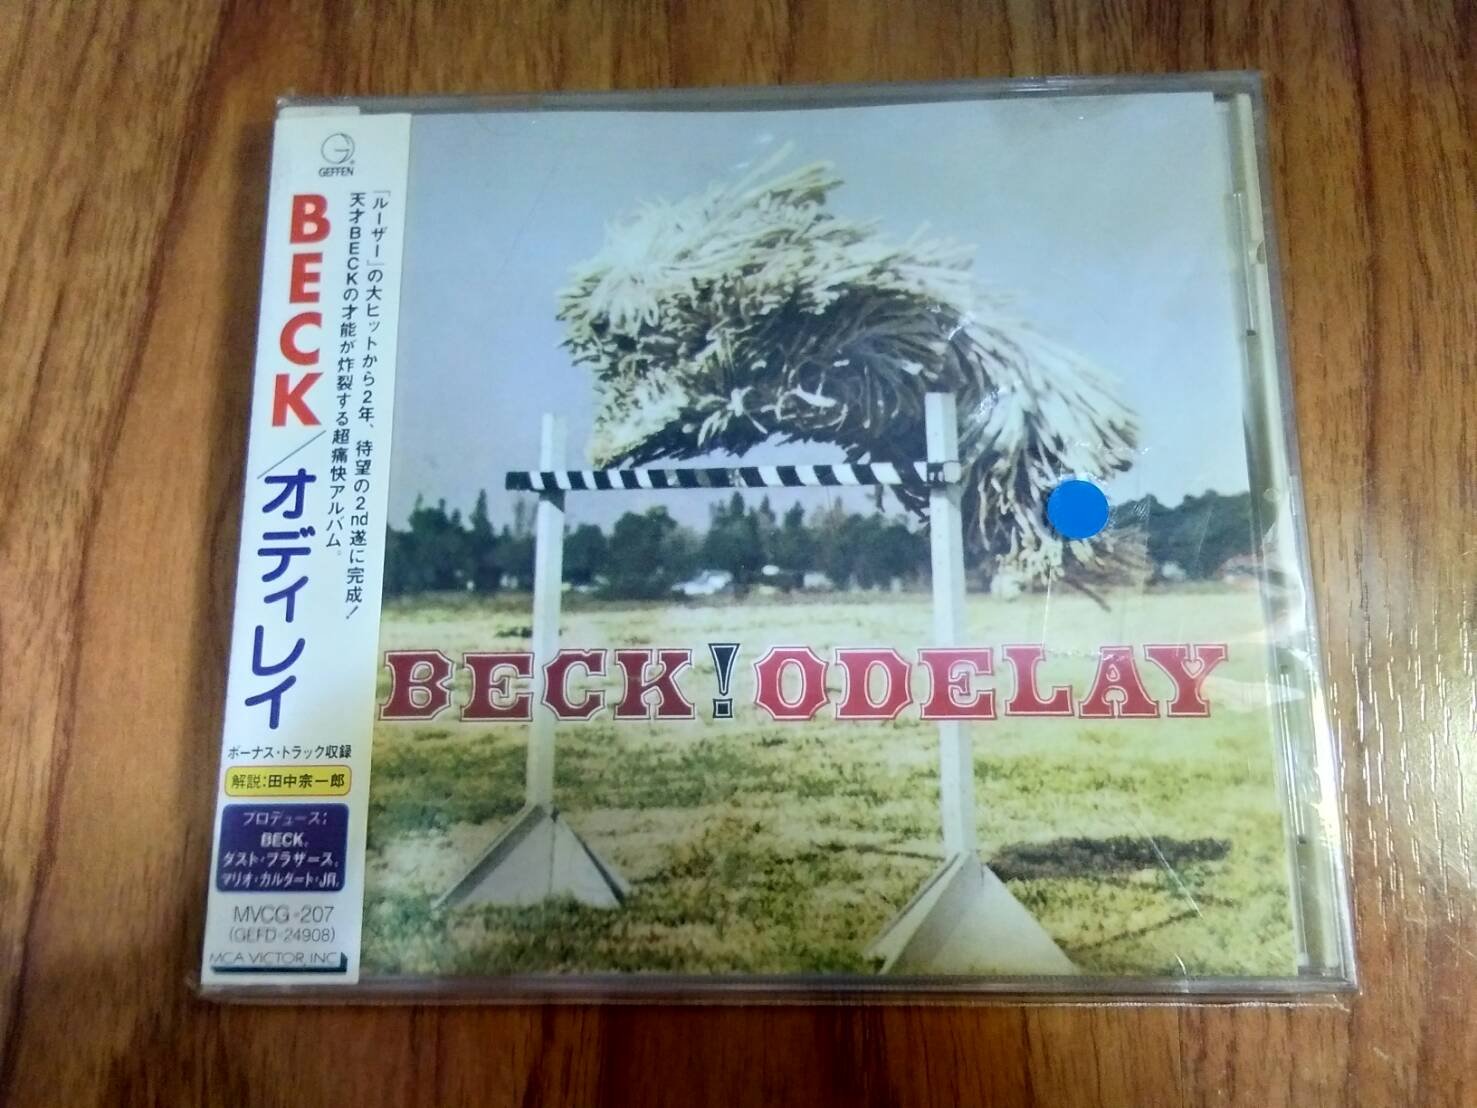 GEFFEN
BECK/オディレイ
「ルーザー」の大ヒットから2年、待望の2nd遂に完成!
天才BECKの才能が炸裂する超痛快アルバム。
ボーナス・トラック収録
解説:田中宗一郎
プロデュース;
BECK,
ダスト・ブラザース,
マリオ・カルダート・JR.
MVCG-207
(GEFD-24908)
MCA VICTOR, INC.
BECK! ODELAY